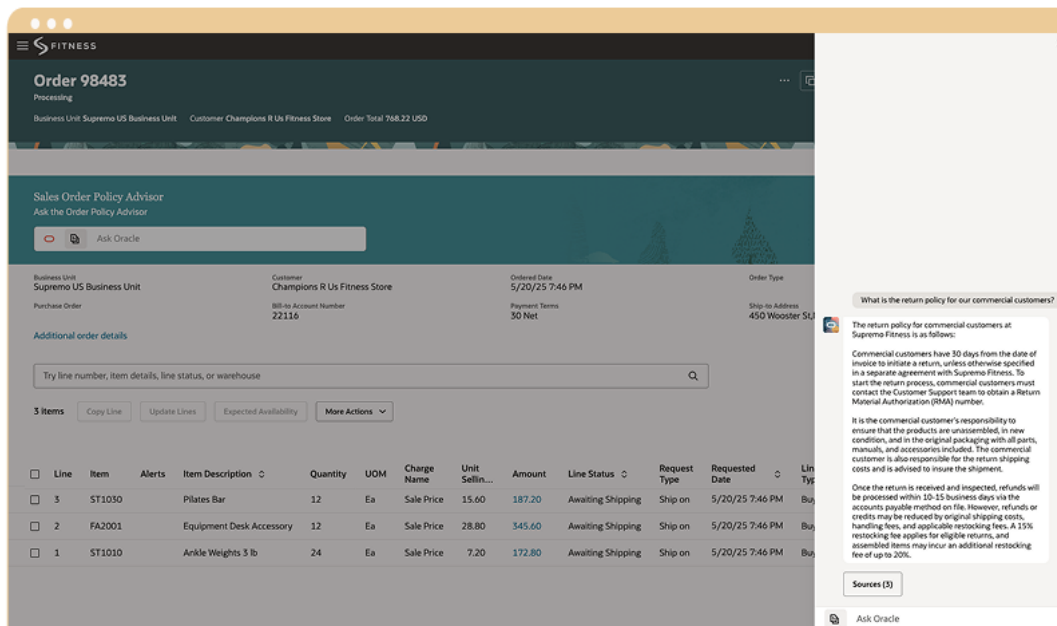 FITNESS
Order 98483
Processing
Business Unit Supremo US Business Unit Customer Champions R Us Fitness Store Order Total 768.22 USD
Sales Order Policy Advisor
Ask the Order Policy Advisor
Ask Oracle
Business Unit Customer Ordered Date Order Type
Supremo US Business Unit Champions R Us Fitness Store 5/20/25 7:46 PM
Purchase Order Bill-to Account Number Payment Terms Ship-to Address
22116 30 Net 450 Wooster St,
Additional order details
Try line number, item details, line status, or warehouse
3 items Copy Line Update Lines Expected Availability More Actions
Line Item Alerts Item Description Quantity UOM Charge Name Unit Sellin... Amount Line Status Request Type Requested Date Lin Typ
3 ST1030 Pilates Bar 12 Ea Sale Price 15.60 187.20 Awaiting Shipping Ship on 5/20/25 7:46 PM Buy
2 FA2001 Equipment Desk Accessory 12 Ea Sale Price 28.80 345.60 Awaiting Shipping Ship on 5/20/25 7:46 PM Buy
1 ST1010 Ankle Weights 3 lb 24 Ea Sale Price 7.20 172.80 Awaiting Shipping Ship on 5/20/25 7:46 PM Buy
What is the return policy for our commercial customers?
The return policy for commercial customers at
Supremo Fitness is as follows:
Commercial customers have 30 days from the date of
invoice to initiate a return, unless otherwise specified
in a separate agreement with Supremo Fitness. To
start the return process, commercial customers must
contact the Customer Support team to obtain a Return
Material Authorization (RMA) number.
It is the commercial customer's responsibility to
ensure that the products are unassembled, in new
condition, and in the original packaging with all parts,
manuals, and accessories included. The commercial
customer is also responsible for the return shipping
costs and is advised to insure the shipment.
Once the return is received and inspected, refunds will
be processed within 10-15 business days via the
accounts payable method on file. However, refunds or
credits may be reduced by original shipping costs,
handling fees, and applicable restocking fees. A 15%
restocking fee applies for eligible returns, and
assembled items may incur an additional restocking
fee of up to 20%.
Sources (3)
Ask Oracle